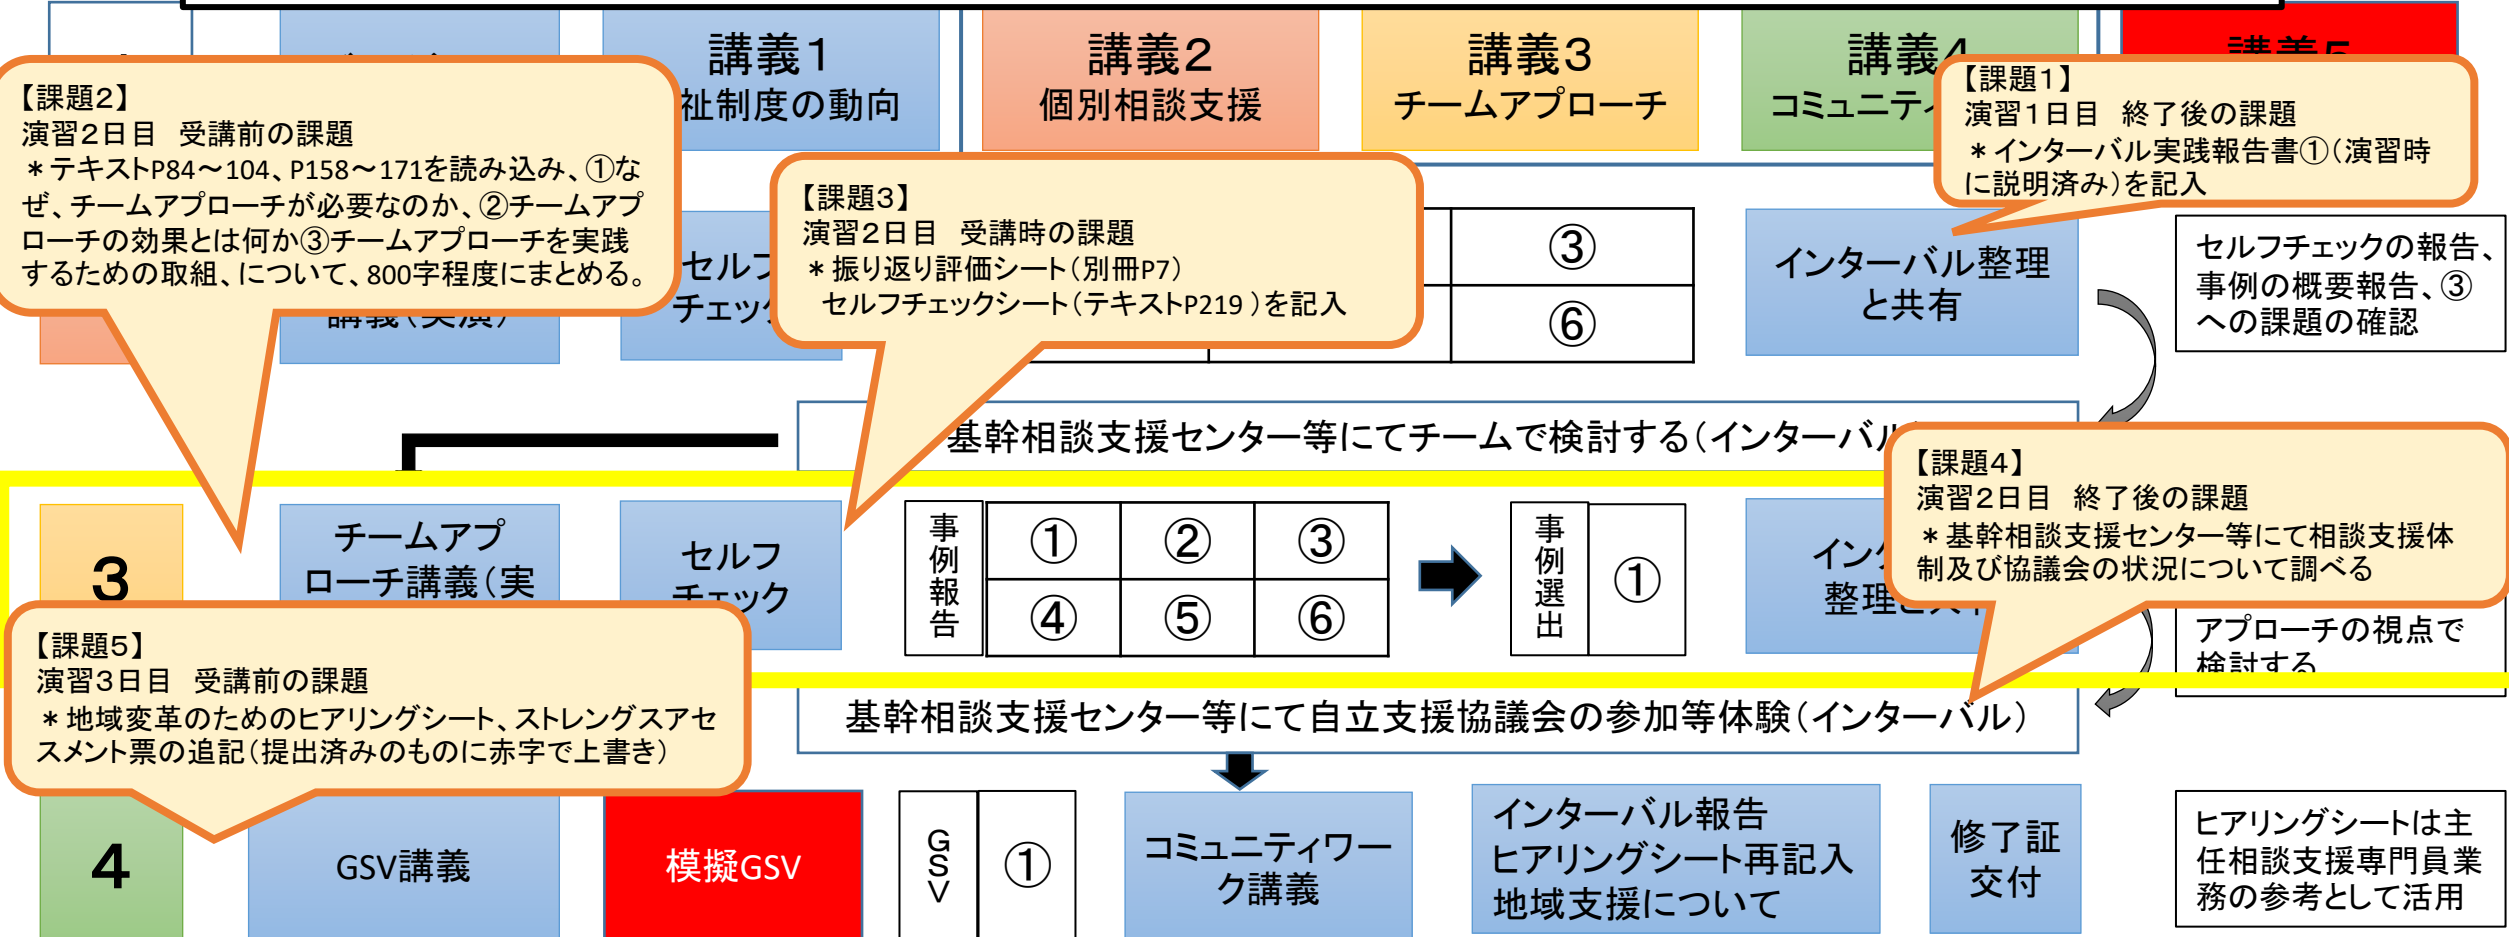 講義１
祉制度の動向
講義２
個別相談支援
講義３
チームアプローチ
講義４
コミュニティ
講義５
【課題２】
演習２日目　受講前の課題
＊テキストP84～104、P158～171を読み込み、①な
ぜ、チームアプローチが必要なのか、②チームアプ
ローチの効果とは何か③チームアプローチを実践
するための取組、について、800字程度にまとめる。
【課題１】
演習１日目　終了後の課題
＊インターバル実践報告書①（演習時
に説明済み）を記入
【課題３】
演習２日目　受講時の課題
＊振り返り評価シート（別冊P7）
セルフチェックシート（テキストP219 ）を記入
講義（実演）
セルフ
チェック
③
⑥
インターバル整理
と共有
セルフチェックの報告、
事例の概要報告、③
への課題の確認
基幹相談支援センター等にてチームで検討する（インターバル
【課題４】
演習２日目　終了後の課題
＊基幹相談支援センター等にて相談支援体
制及び協議会の状況について調べる
３
チームアプ
ローチ講義（実
セルフ
チェック
事例報告
① ② ③
④ ⑤ ⑥
事例選出
①
インタ
整理と共
アプローチの視点で
検討する
【課題５】
演習３日目　受講前の課題
＊地域変革のためのヒアリングシート、ストレングスアセ
スメント票の追記（提出済みのものに赤字で上書き）
基幹相談支援センター等にて自立支援協議会の参加等体験（インターバル）
４
GSV講義
模擬GSV
GSV
①
コミュニティワー
ク講義
インターバル報告
ヒアリングシート再記入
地域支援について
修了証
交付
ヒアリングシートは主
任相談支援専門員業
務の参考として活用